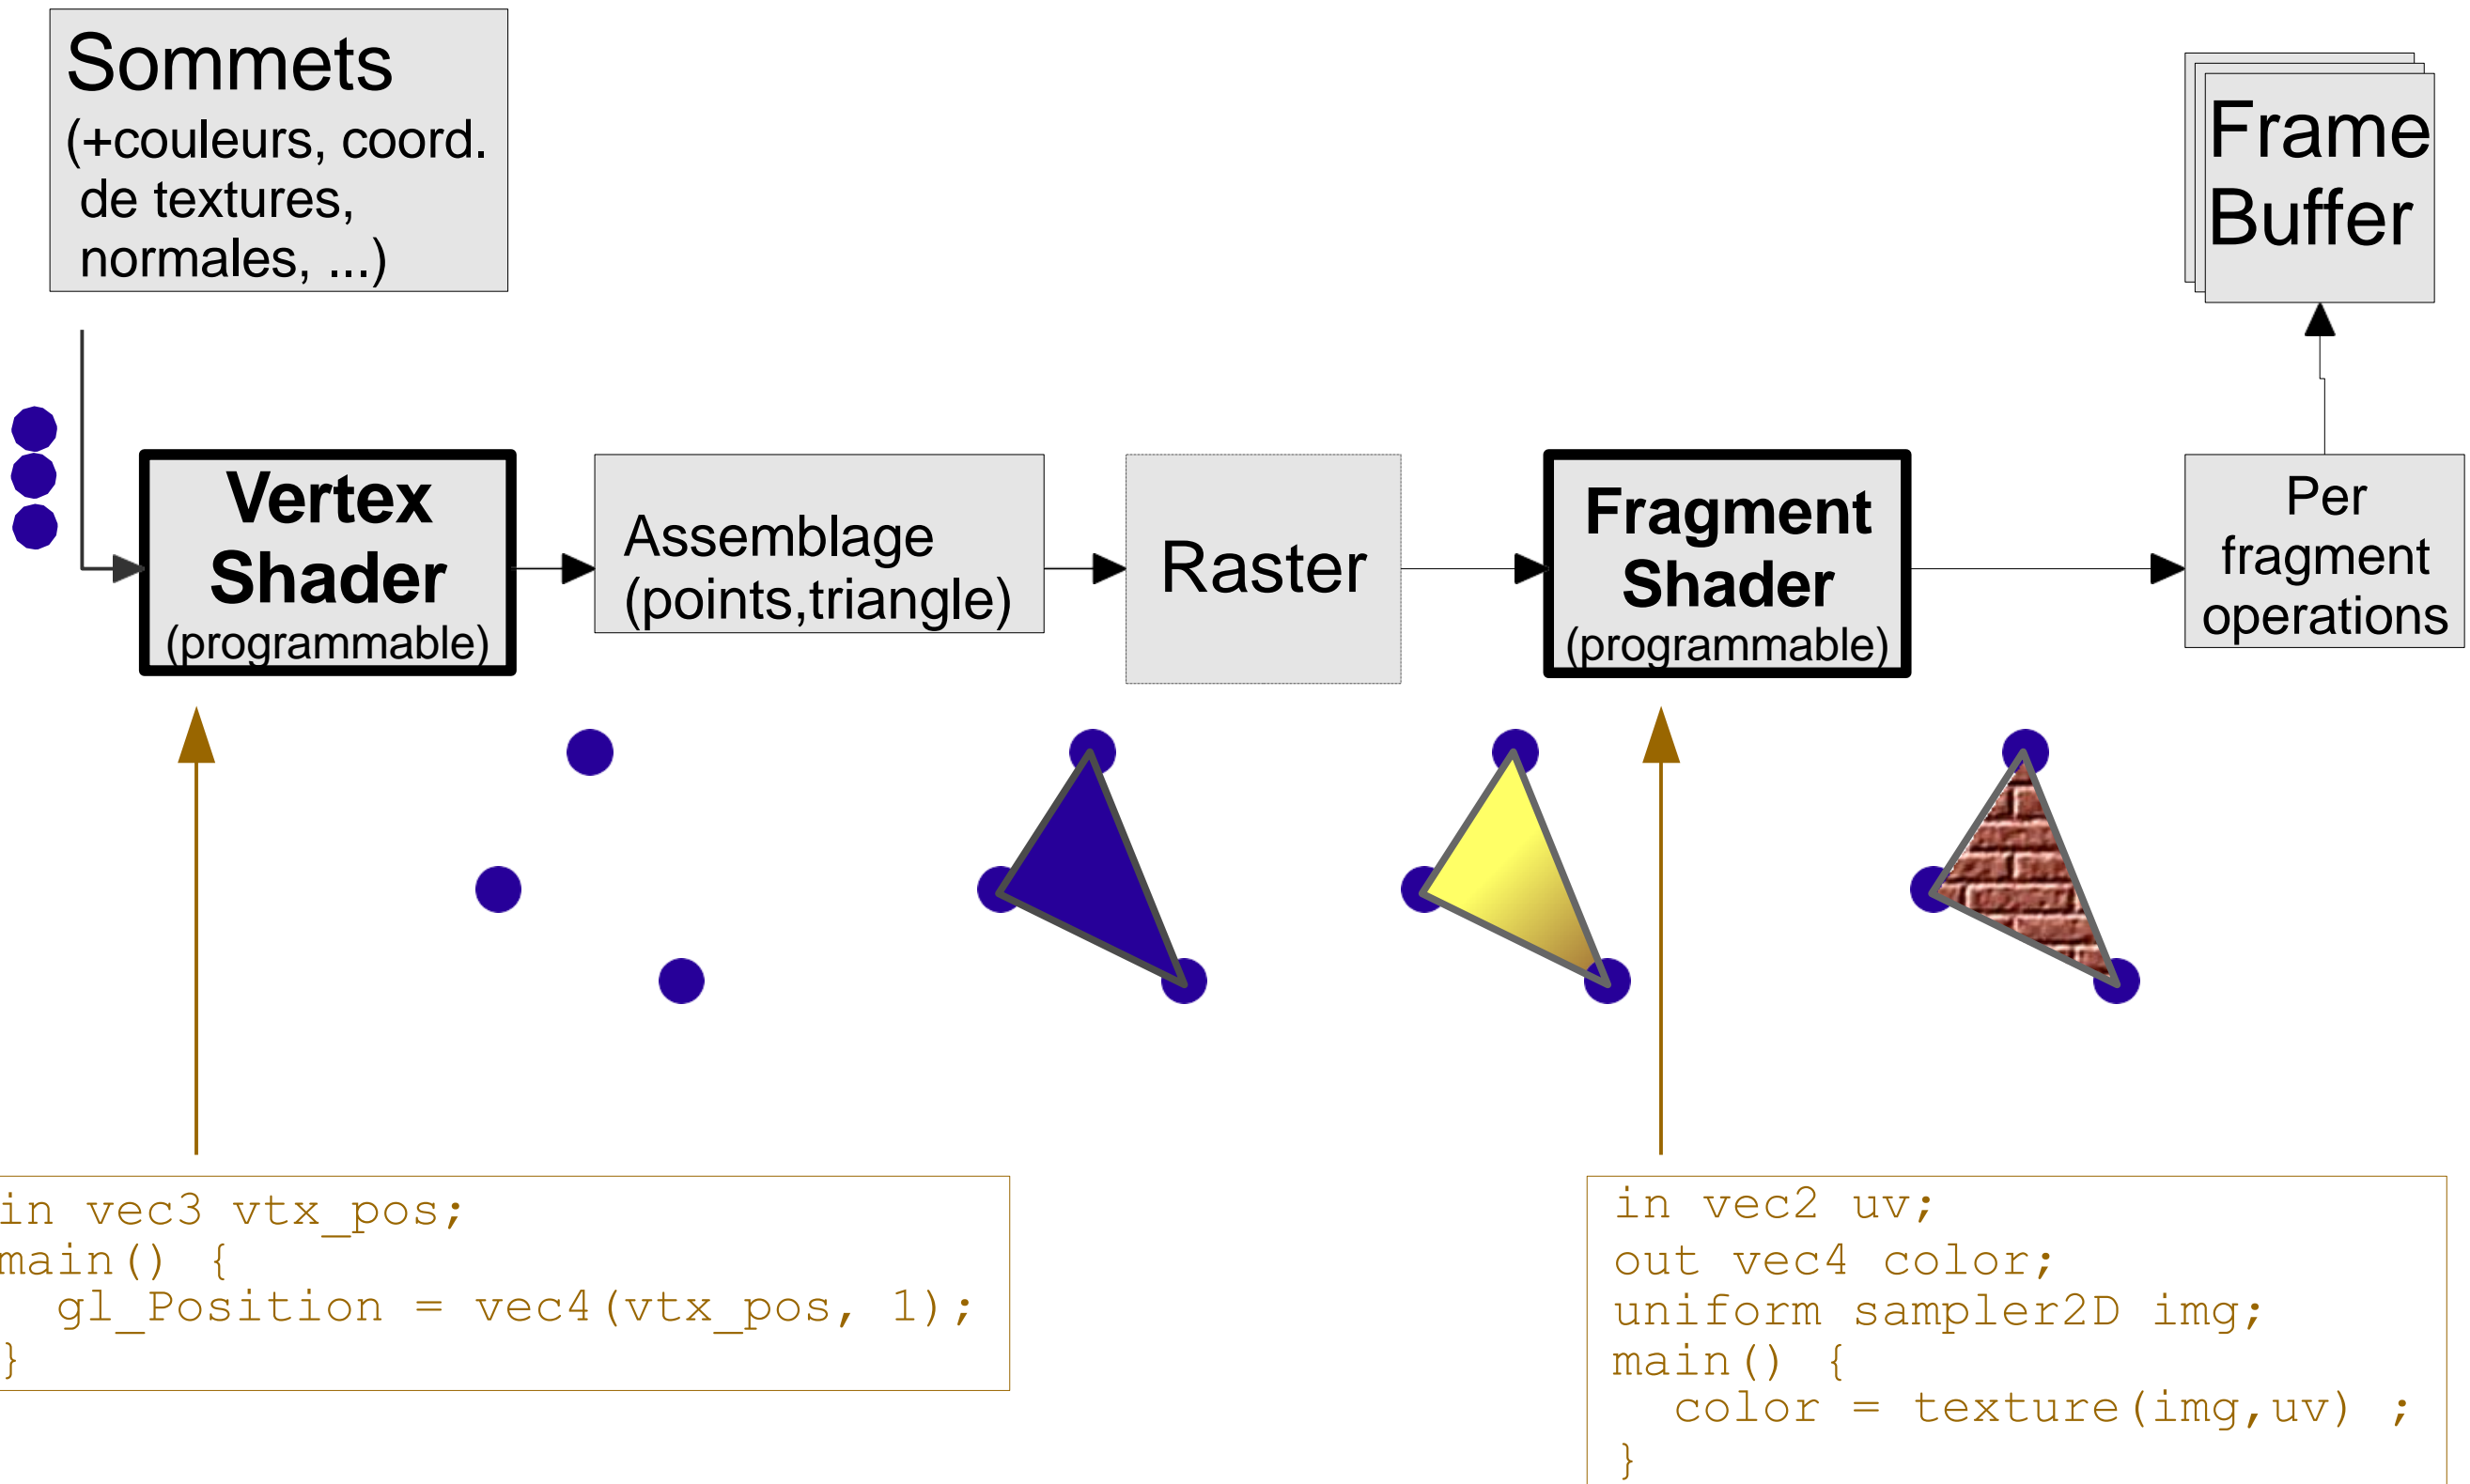 Sommets
(+couleurs, coord.
de textures,
normales, ...)
Frame
Buffer
Vertex
Shader
(programmable)
Assemblage
(points,triangle)
Raster
Fragment
Shader
(programmable)
Per
fragment
operations
in vec3 vtx_pos;
main() {
  gl_Position = vec4(vtx_pos, 1);
}
in vec2 uv;
out vec4 color;
uniform sampler2D img;
main() {
  color = texture(img,uv) ;
}